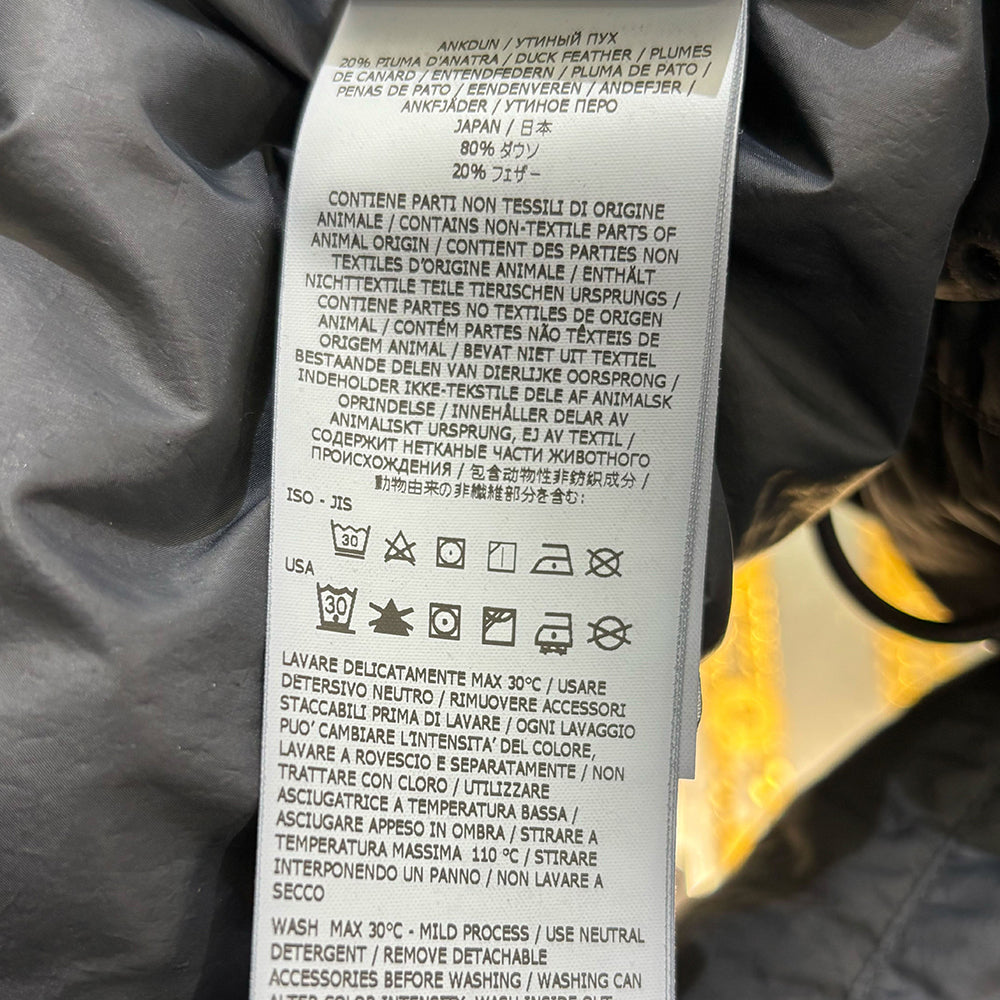 ANKDUN / УТИНЫЙ ПУХ
20% PIUMA D'ANATRA / DUCK FEATHER / PLUMES
DE CANARD / ENTENDFEDERN / PLUMA DE PATO /
PENAS DE PATO / EENDENVEREN / ANDEFJER /
ANKFJÄDER / УТИНОЕ ПЕРО
JAPAN / 日本
80% ダウン
20% フェザー
CONTIENE PARTI NON TESSILI DI ORIGINE
ANIMALE / CONTAINS NON-TEXTILE PARTS OF
ANIMAL ORIGIN / CONTIENT DES PARTIES NON
TEXTILES D'ORIGINE ANIMALE / ENTHÄLT
NICHTTEXTILE TEILE TIERISCHEN URSPRUNGS /
CONTIENE PARTES NO TEXTILES DE ORIGEN
ANIMAL / CONTÉM PARTES NÃO TÊXTEIS DE
ORIGEM ANIMAL / BEVAT NIET UIT TEXTIEL
BESTAANDE DELEN VAN DIERLIJKE OORSPRONG /
INDEHOLDER IKKE-TEKSTILE DELE AF ANIMALSK
OPRINDELSE / INNEHÅLLER DELAR AV
ANIMALISKT URSPRUNG, EJ AV TEXTIL /
СОДЕРЖИТ НЕТКАНЫЕ ЧАСТИ ЖИВОТНОГО
ПРОИСХОЖДЕНИЯ / 包含动物性非纺织成分 /
動物由来の非繊維部分を含む:
ISO - JIS
30
USA
30
LAVARE DELICATAMENTE MAX 30°C / USARE
DETERSIVO NEUTRO / RIMUOVERE ACCESSORI
STACCABILI PRIMA DI LAVARE / OGNI LAVAGGIO
PUO' CAMBIARE L'INTENSITA' DEL COLORE,
LAVARE A ROVESCIO E SEPARATAMENTE / NON
TRATTARE CON CLORO / UTILIZZARE
ASCIUGATRICE A TEMPERATURA BASSA /
ASCIUGARE APPESO IN OMBRA / STIRARE A
TEMPERATURA MASSIMA 110 °C / STIRARE
INTERPONENDO UN PANNO / NON LAVARE A
SECCO
WASH MAX 30°C - MILD PROCESS / USE NEUTRAL
DETERGENT / REMOVE DETACHABLE
ACCESSORIES BEFORE WASHING / WASHING CAN
ALTER COLOR INTENSITY, WASH INSIDE OUT